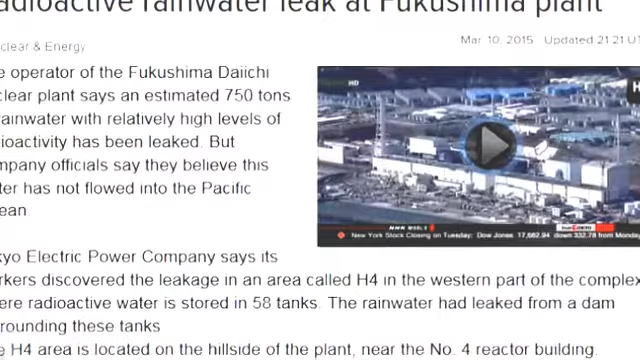 adioactive rainwater leak at Fukushima plant
clear & Energy
Mar 10, 2015 Updated 21:21 UT
e operator of the Fukushima Daiichi
clear plant says an estimated 750 tons
rainwater with relatively high levels of
dioactivity has been leaked. But
mpany officials say they believe this
ter has not flowed into the Pacific
ean.
HD
H
NHK WORLD
New York Stock Closing on Tuesday: Dow Jones 17,662.94 down 332.78 from Monday
kyo Electric Power Company says its
rkers discovered the leakage in an area called H4 in the western part of the complex
ere radioactive water is stored in 58 tanks. The rainwater had leaked from a dam
rrounding these tanks
e H4 area is located on the hillside of the plant, near the No. 4 reactor building.